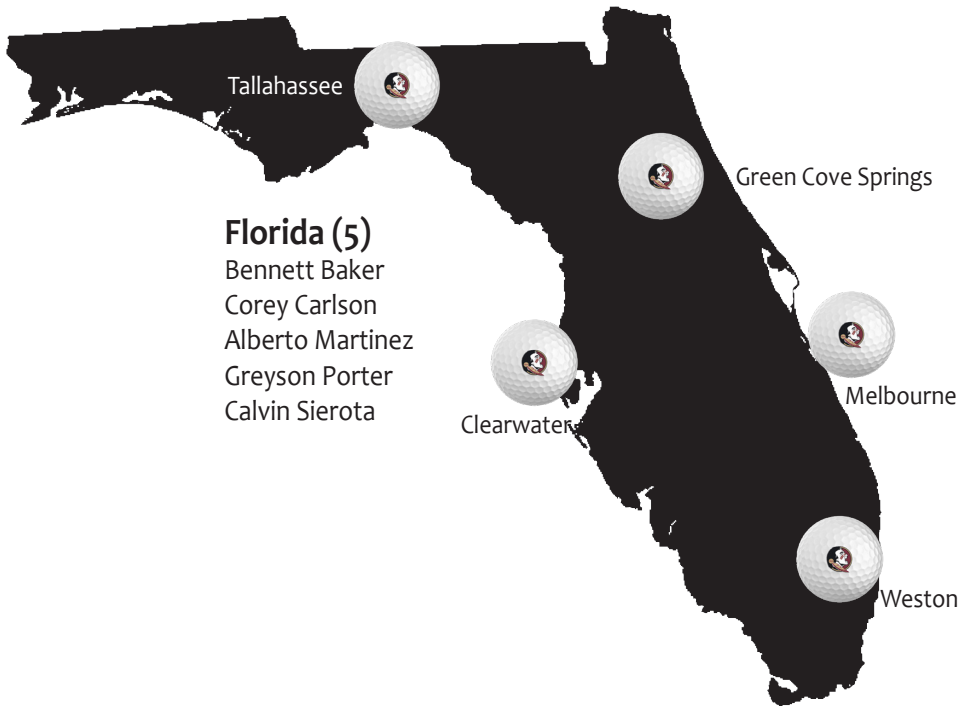 Tallahassee
Green Cove Springs
Florida (5)
Bennett Baker
Corey Carlson
Alberto Martinez
Greyson Porter
Calvin Sierota
Melbourne
Clearwater
Weston